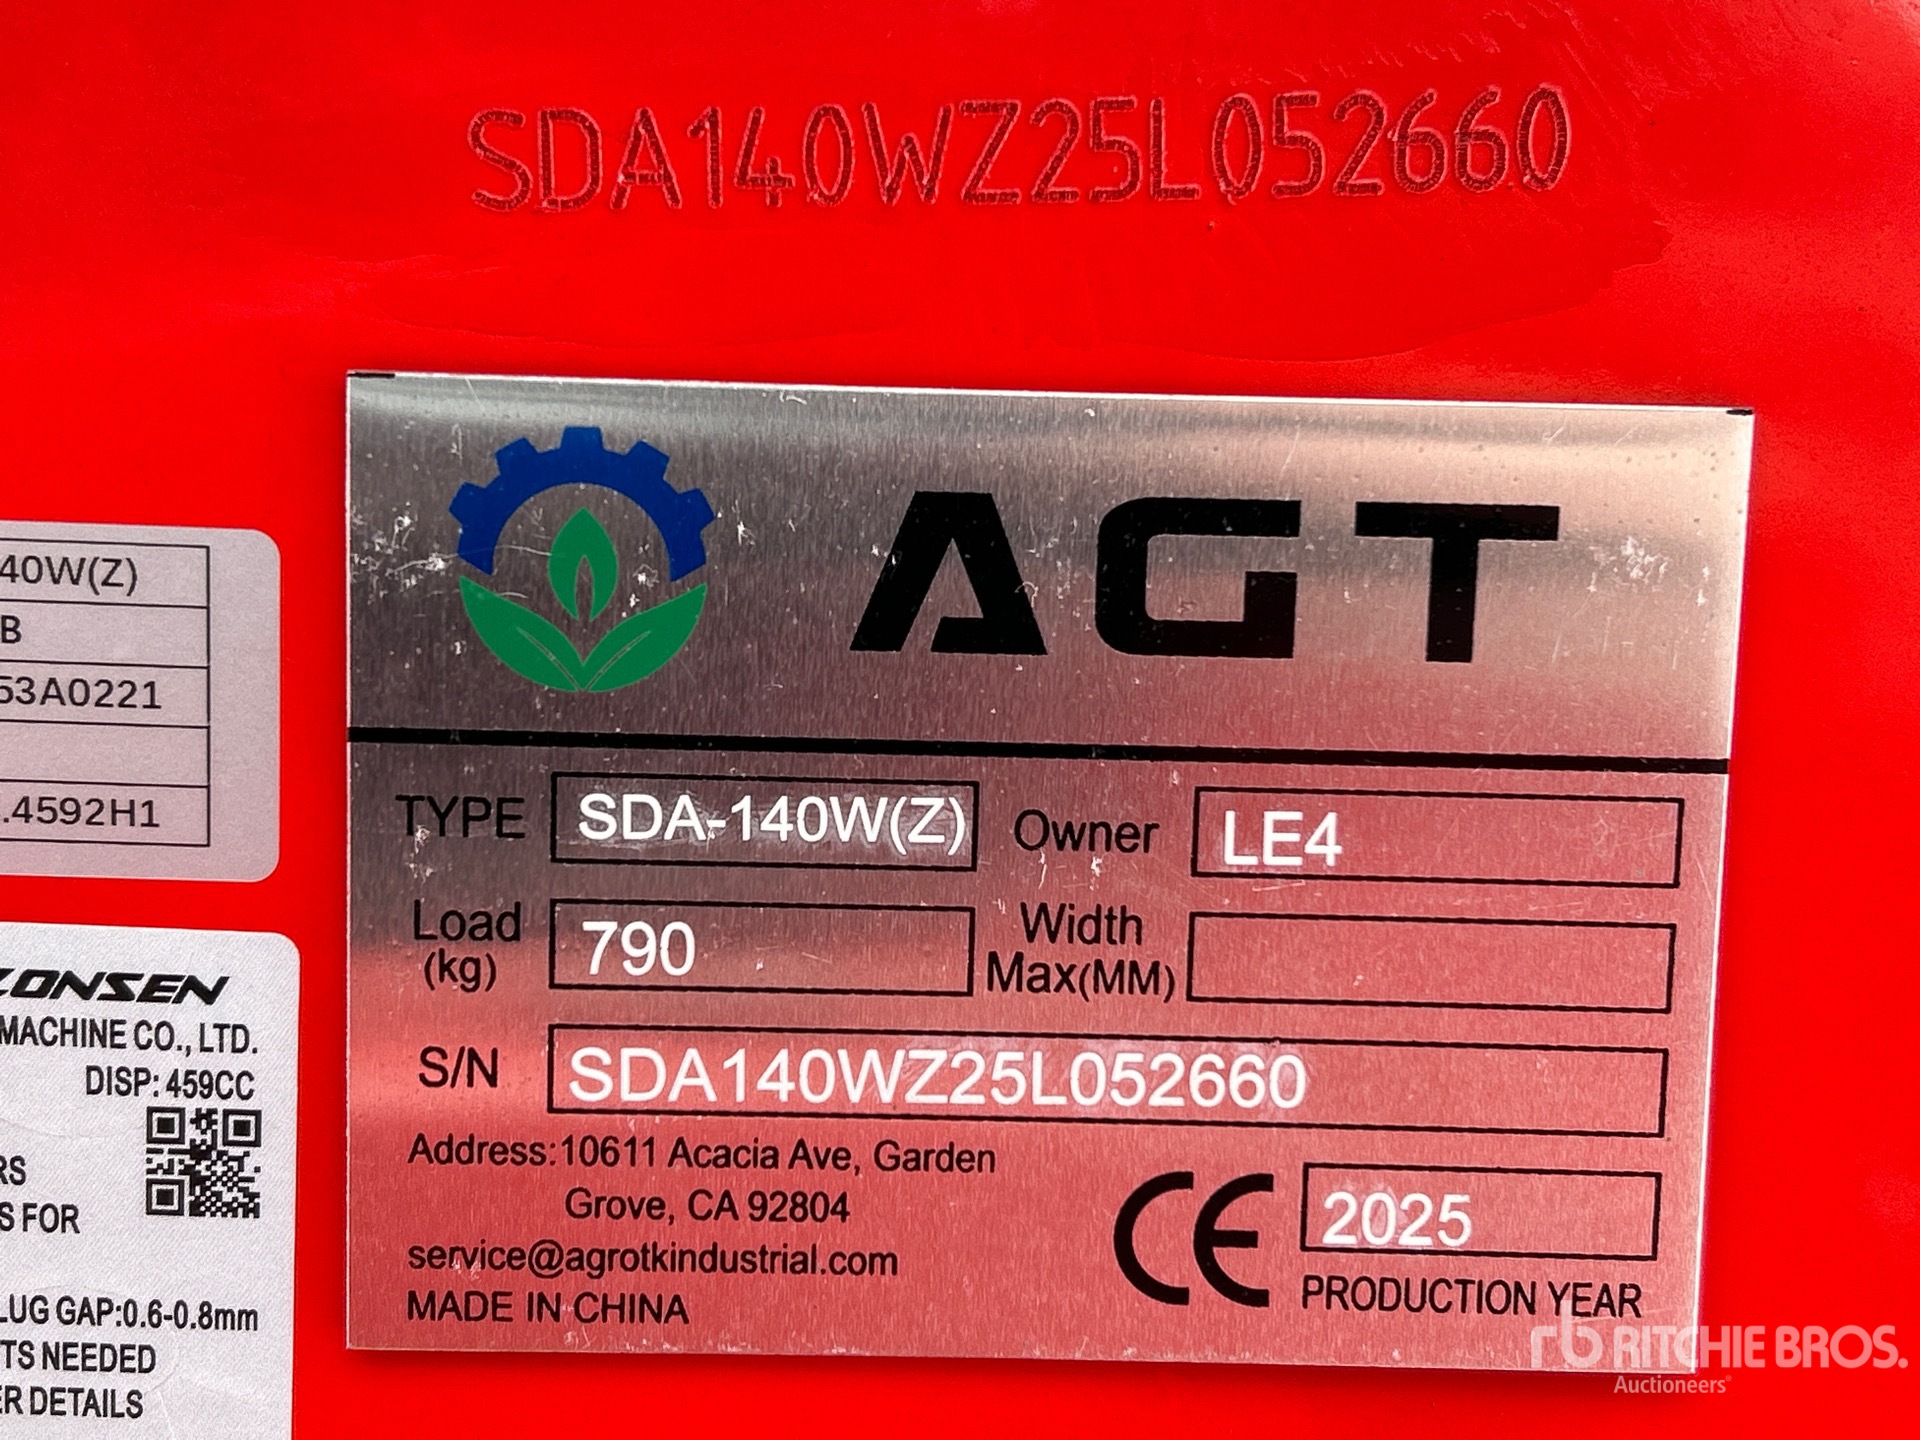 SDA140WZ25L052660
AGT
TYPE SDA-140W(Z) Owner LE4
Load (kg) 790 Width Max(MM)
S/N SDA140WZ25L052660
Address:10611 Acacia Ave, Garden
Grove, CA 92804
service@agrotkindustrial.com
MADE IN CHINA
CE 2025
PRODUCTION YEAR
40W(Z)
B
53A0221
.4592H1
ZONSEN
MACHINE CO., LTD.
DISP: 459CC
RS
S FOR
LUG GAP:0.6-0.8mm
TS NEEDED
ER DETAILS
rb RITCHIE BROS.
Auctioneers